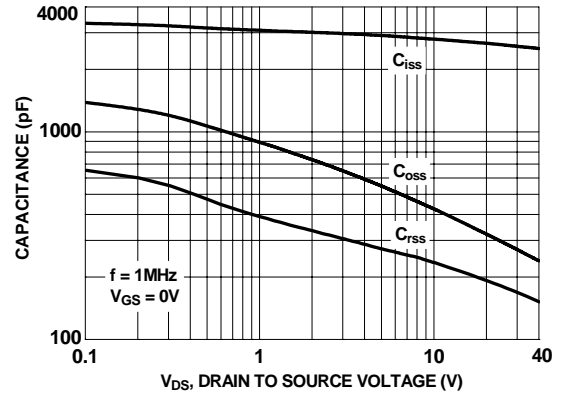 4000
1000
100
CAPACITANCE (pF)
Ciss
Coss
Crss
f = 1MHz
VGS = 0V
0.1
1
10
40
VDS, DRAIN TO SOURCE VOLTAGE (V)